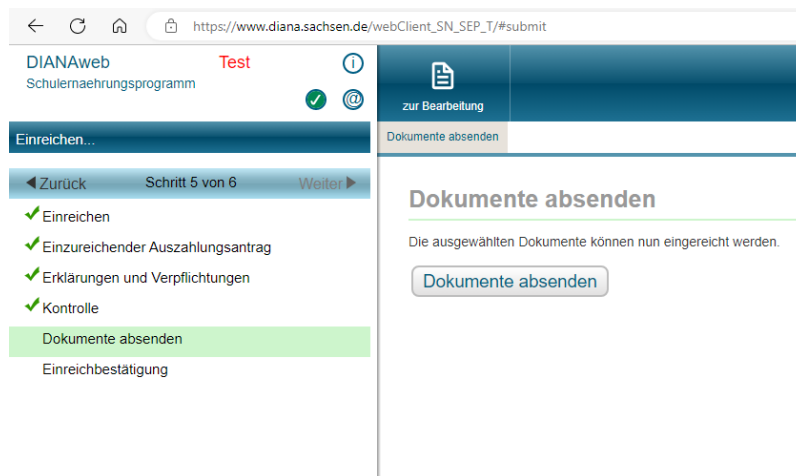 https://www.diana.sachsen.de/webClient_SN_SEP_T/#submit
DIANAweb Test
Schulernaehrungsprogramm
zur Bearbeitung
Einreichen...
Dokumente absenden
Zurück Schritt 5 von 6 Weiter
Einreichen
Einzureichender Auszahlungsantrag
Erklärungen und Verpflichtungen
Kontrolle
Dokumente absenden
Einreichbestätigung
Dokumente absenden
Die ausgewählten Dokumente können nun eingereicht werden.
Dokumente absenden